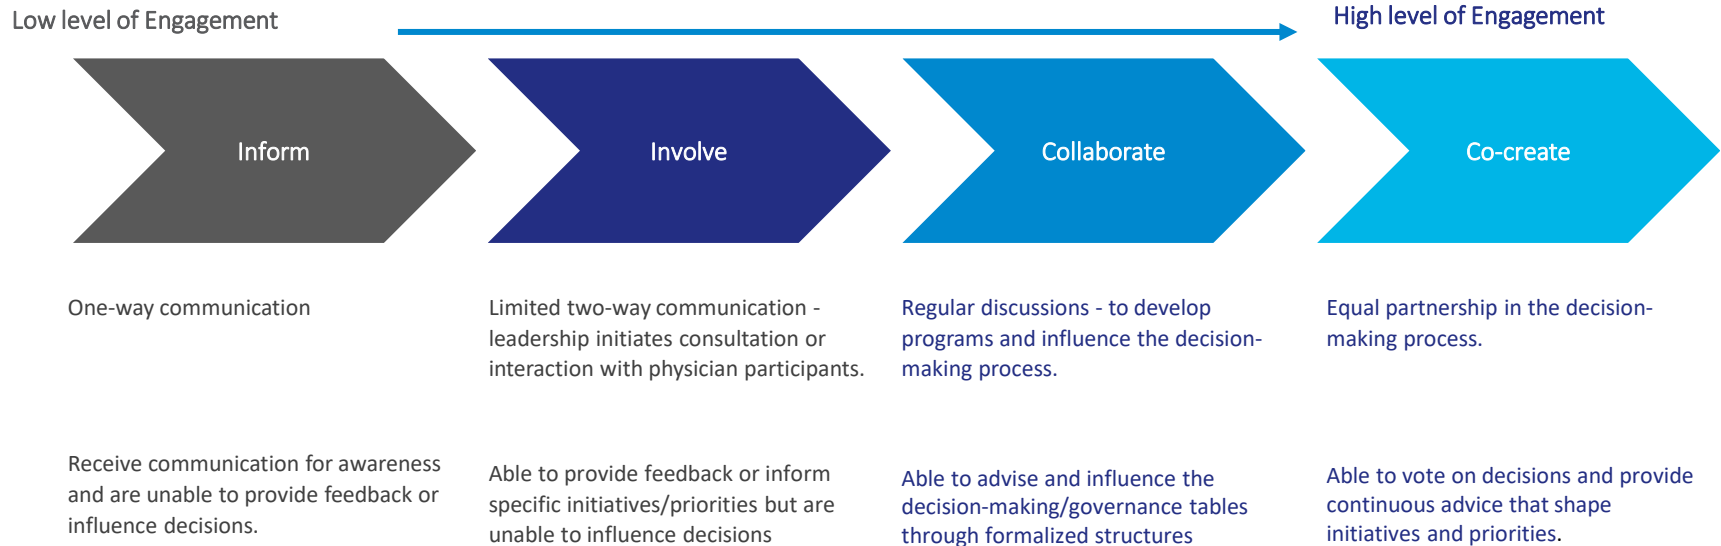 Low level of Engagement
High level of Engagement
Inform
Involve
Collaborate
Co-create
One-way communication
Limited two-way communication -
leadership initiates consultation or
interaction with physician participants.
Regular discussions - to develop
programs and influence the decision-
making process.
Equal partnership in the decision-
making process.
Receive communication for awareness
and are unable to provide feedback or
influence decisions.
Able to provide feedback or inform
specific initiatives/priorities but are
unable to influence decisions
Able to advise and influence the
decision-making/governance tables
through formalized structures
Able to vote on decisions and provide
continuous advice that shape
initiatives and priorities.